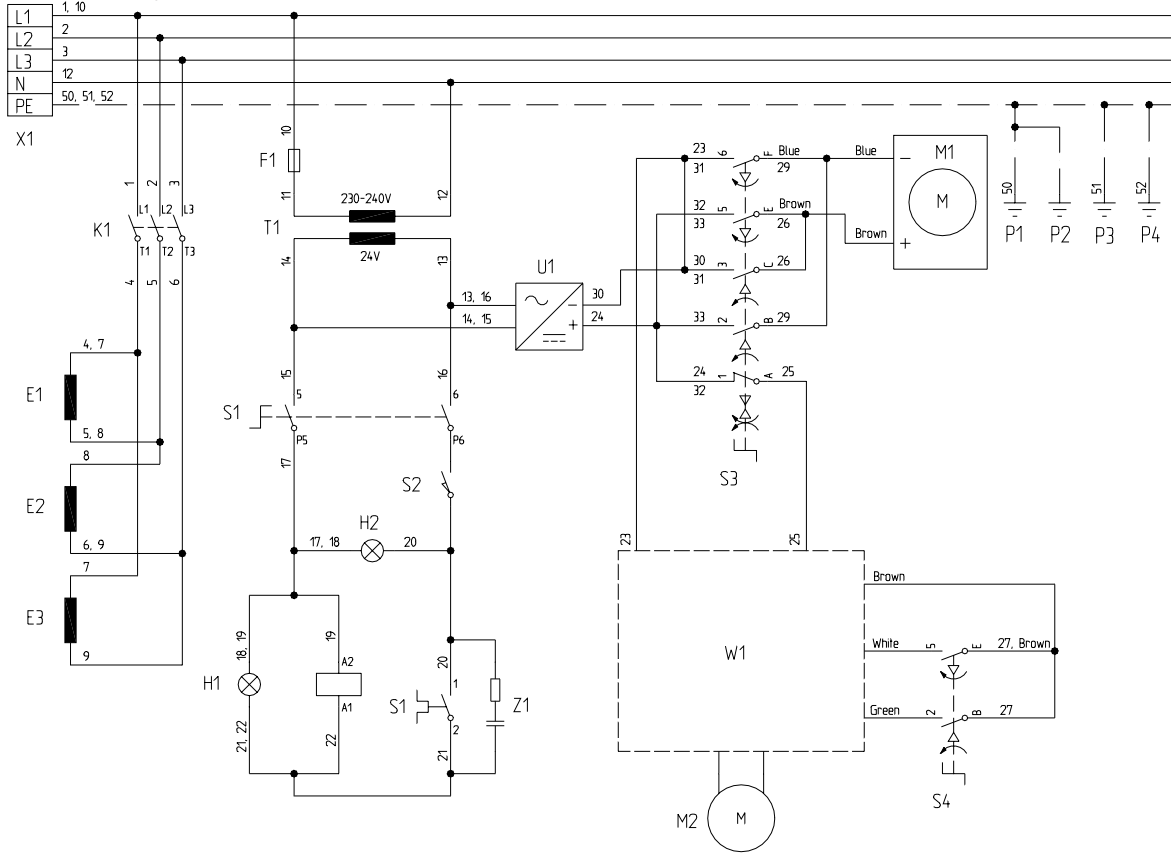 L1 1, 10
L2 2
L3 3
N 12
PE 50, 51, 52
X1
1 2 3
K1 L1 L2 L3
T1 T2 T3
4 5 6
4, 7
E1
5, 8
8
E2
6, 9
7
E3
9
10
F1
11 12
230-240V
T1
24V
14 13
13, 16
14, 15
U1
30
24
15 16
5 6
S1
P5 P6
17
S2
H2
17, 18 20
18, 19 19
H1
A2
A1
21, 22 22
20
1
S1
2
21
Z1
23 6 F Blue
31 29
32 5 E Brown
33 26
30 3 C 26
31
33 2 B 29
24 1 A 25
32
S3
Blue
Brown
M1
M
-
+
50 51 52
P1 P2 P3 P4
23 25
W1
Brown
White 5 E 27, Brown
Green 2 B 27
S4
M2 M